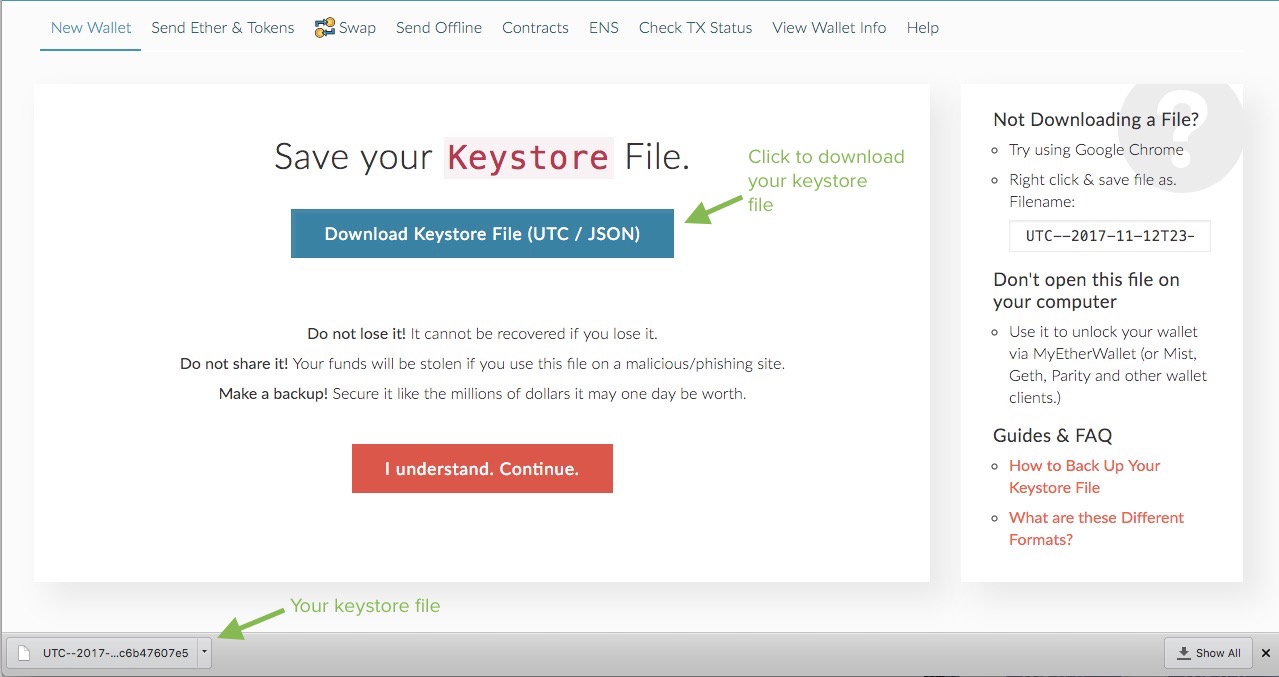 New Wallet Send Ether & Tokens Swap Send Offline Contracts ENS Check TX Status View Wallet Info Help
Save your Keystore File.
Click to download
your keystore
file
Download Keystore File (UTC / JSON)
Do not lose it! It cannot be recovered if you lose it.
Do not share it! Your funds will be stolen if you use this file on a malicious/phishing site.
Make a backup! Secure it like the millions of dollars it may one day be worth.
I understand. Continue.
Not Downloading a File?
Try using Google Chrome
Right click & save file as.
Filename:
UTC--2017-11-12T23-
Don't open this file on
your computer
Use it to unlock your wallet
via MyEtherWallet (or Mist,
Geth, Parity and other wallet
clients.)
Guides & FAQ
How to Back Up Your
Keystore File
What are these Different
Formats?
Your keystore file
UTC--2017-...c6b47607e5
Show All